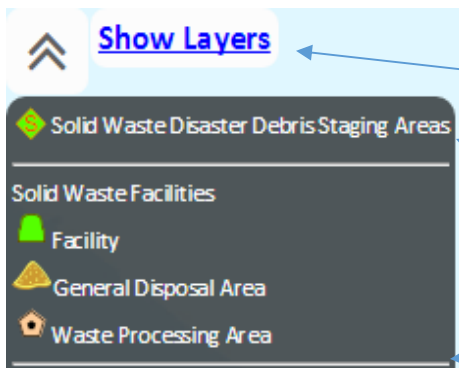 Show Layers
Solid Waste Disaster Debris Staging Areas
Solid Waste Facilities
Facility
General Disposal Area
Waste Processing Area